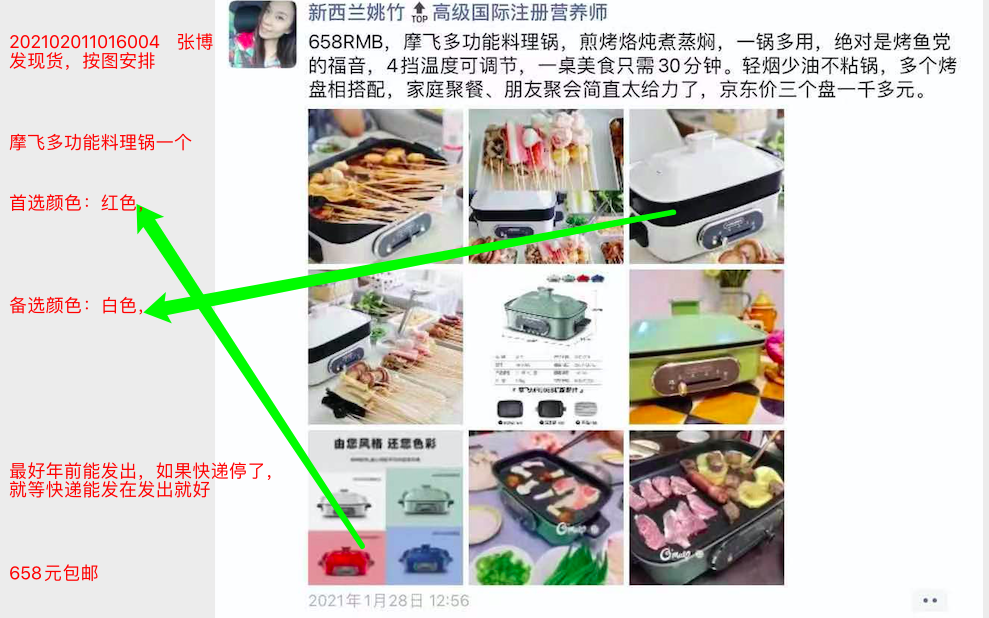 202102011016004 张博
发现货，按图安排
摩飞多功能料理锅一个
首选颜色：红色，
备选颜色：白色，
最好年前能发出，如果快递停了，
就等快递能发在发出就好
658元包邮
新西兰姚竹 TOP 高级国际注册营养师
658RMB，摩飞多功能料理锅，煎烤烙炖煮蒸焖，一锅多用，绝对是烤鱼党
的福音，4挡温度可调节，一桌美食只需30分钟。轻烟少油不粘锅，多个烤
盘相搭配，家庭聚餐、朋友聚会简直太给力了，京东价三个盘一千多元。
由您风格 还您色彩
2021年1月28日 12:56